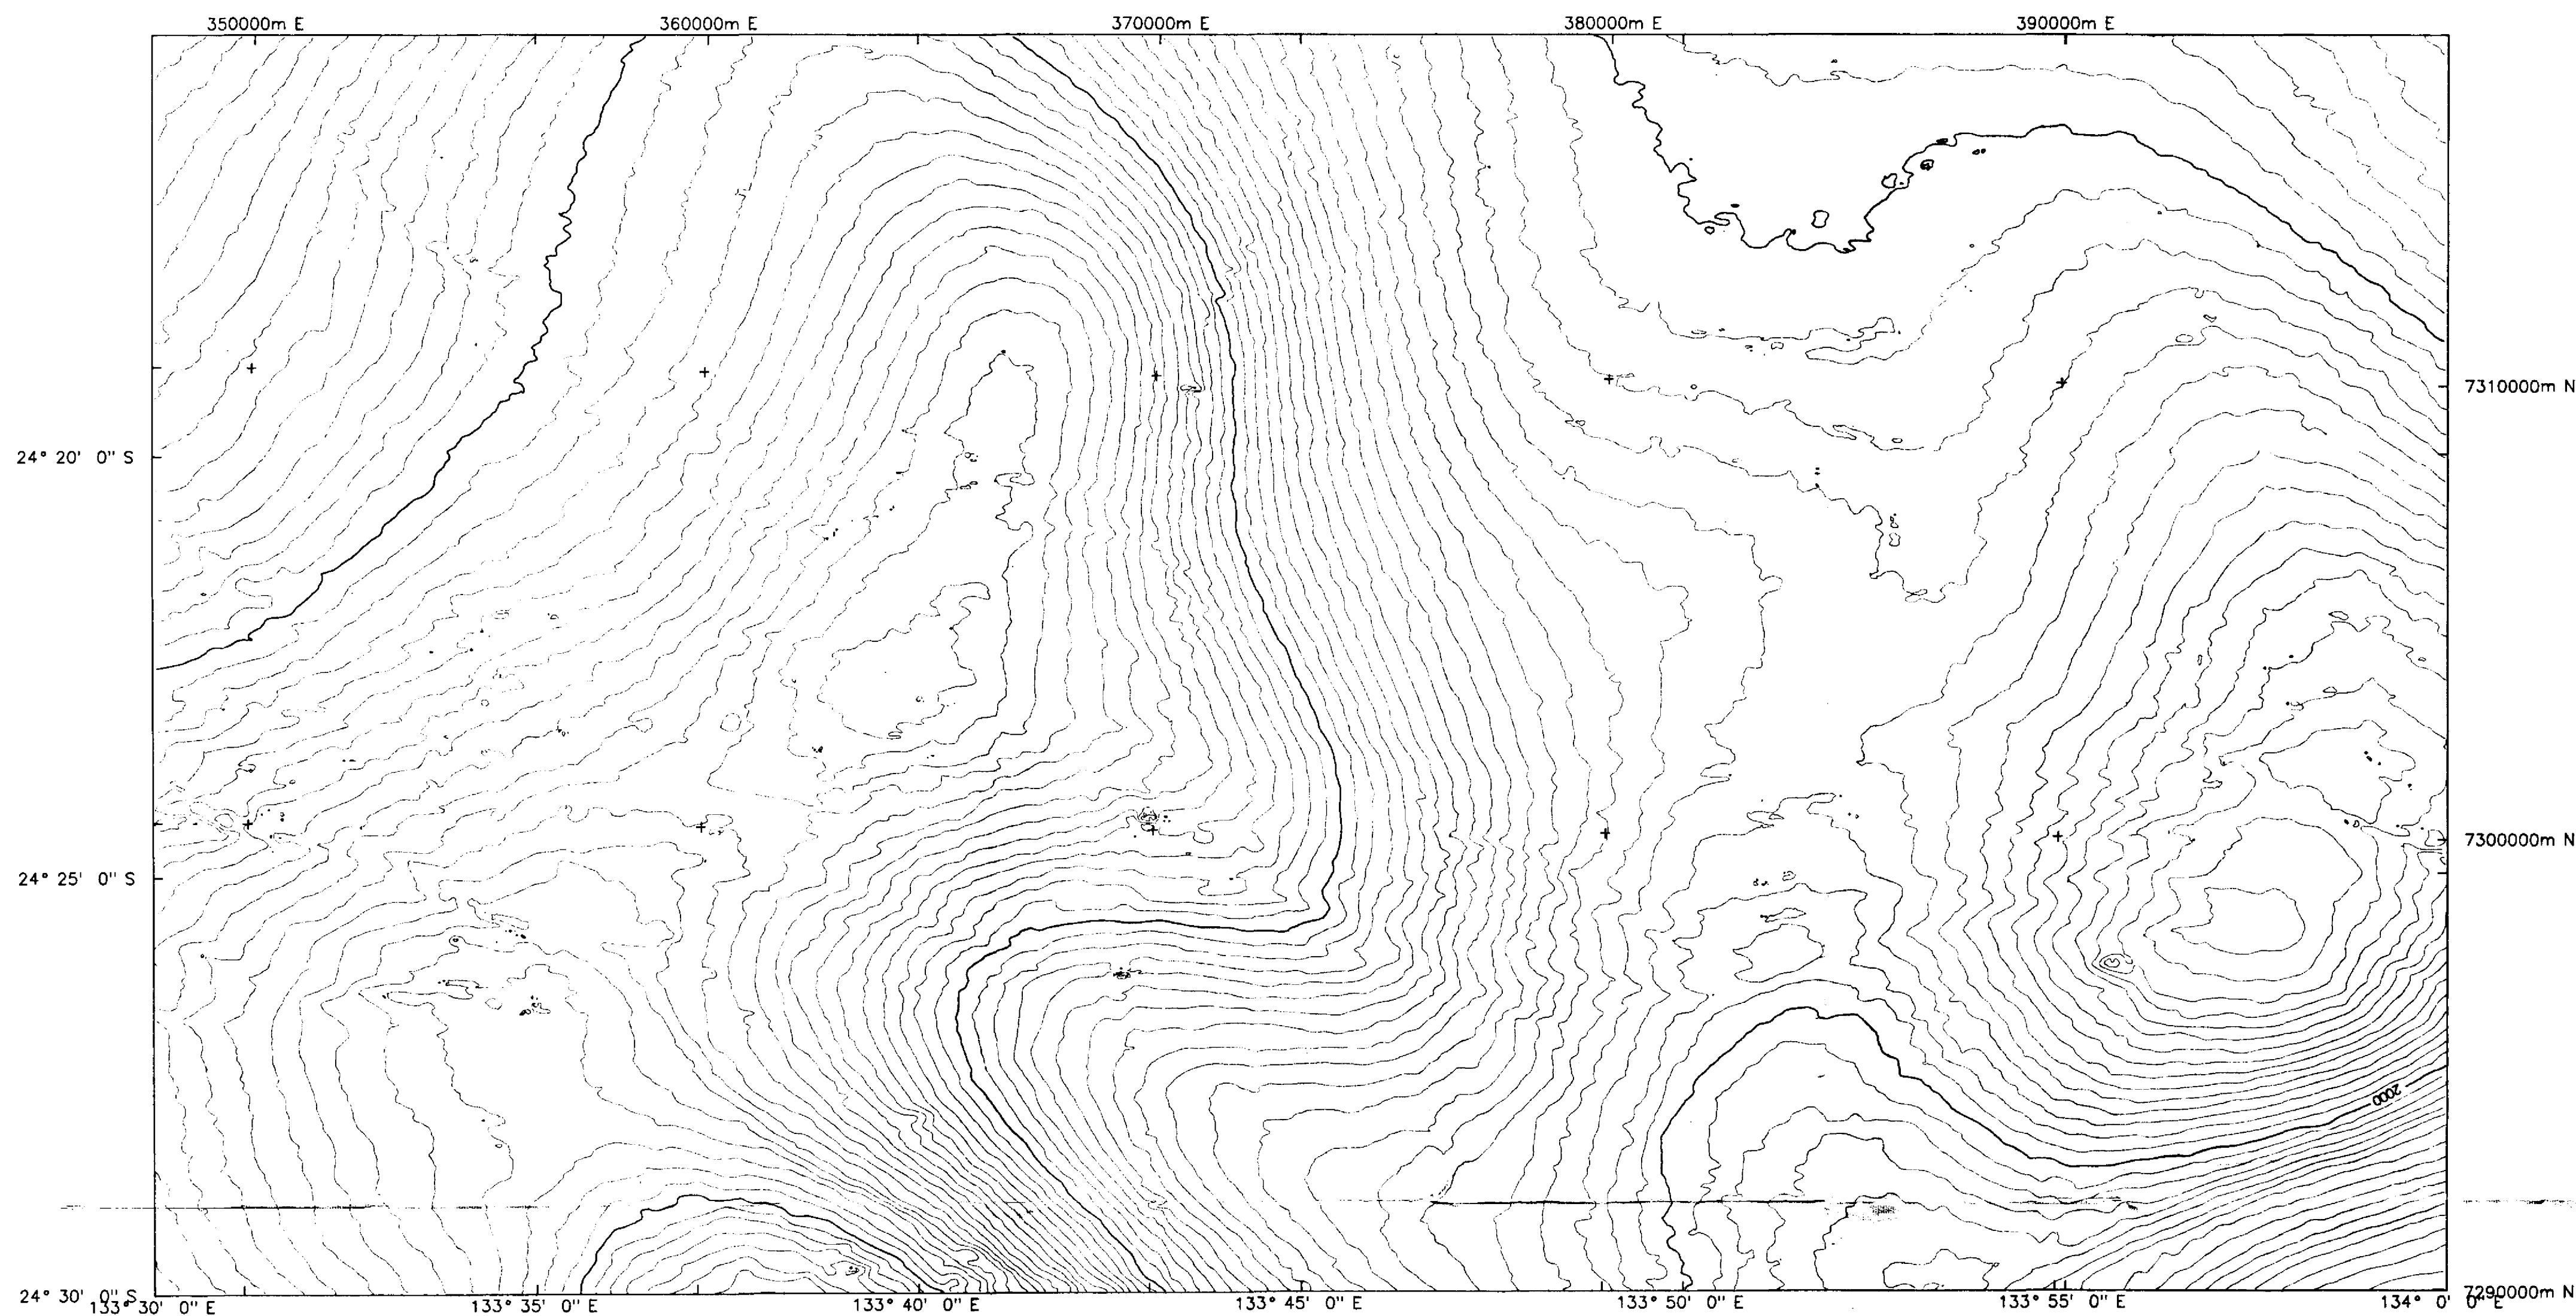 350000m E 360000m E 370000m E 380000m E 390000m E
7310000m N
24° 20' 0" S
7300000m N
24° 25' 0" S
2000
24° 30' 0" S
7290000m N
133° 30' 0" E 133° 35' 0" E 133° 40' 0" E 133° 45' 0" E 133° 50' 0" E 133° 55' 0" E 134° 0' 0" E